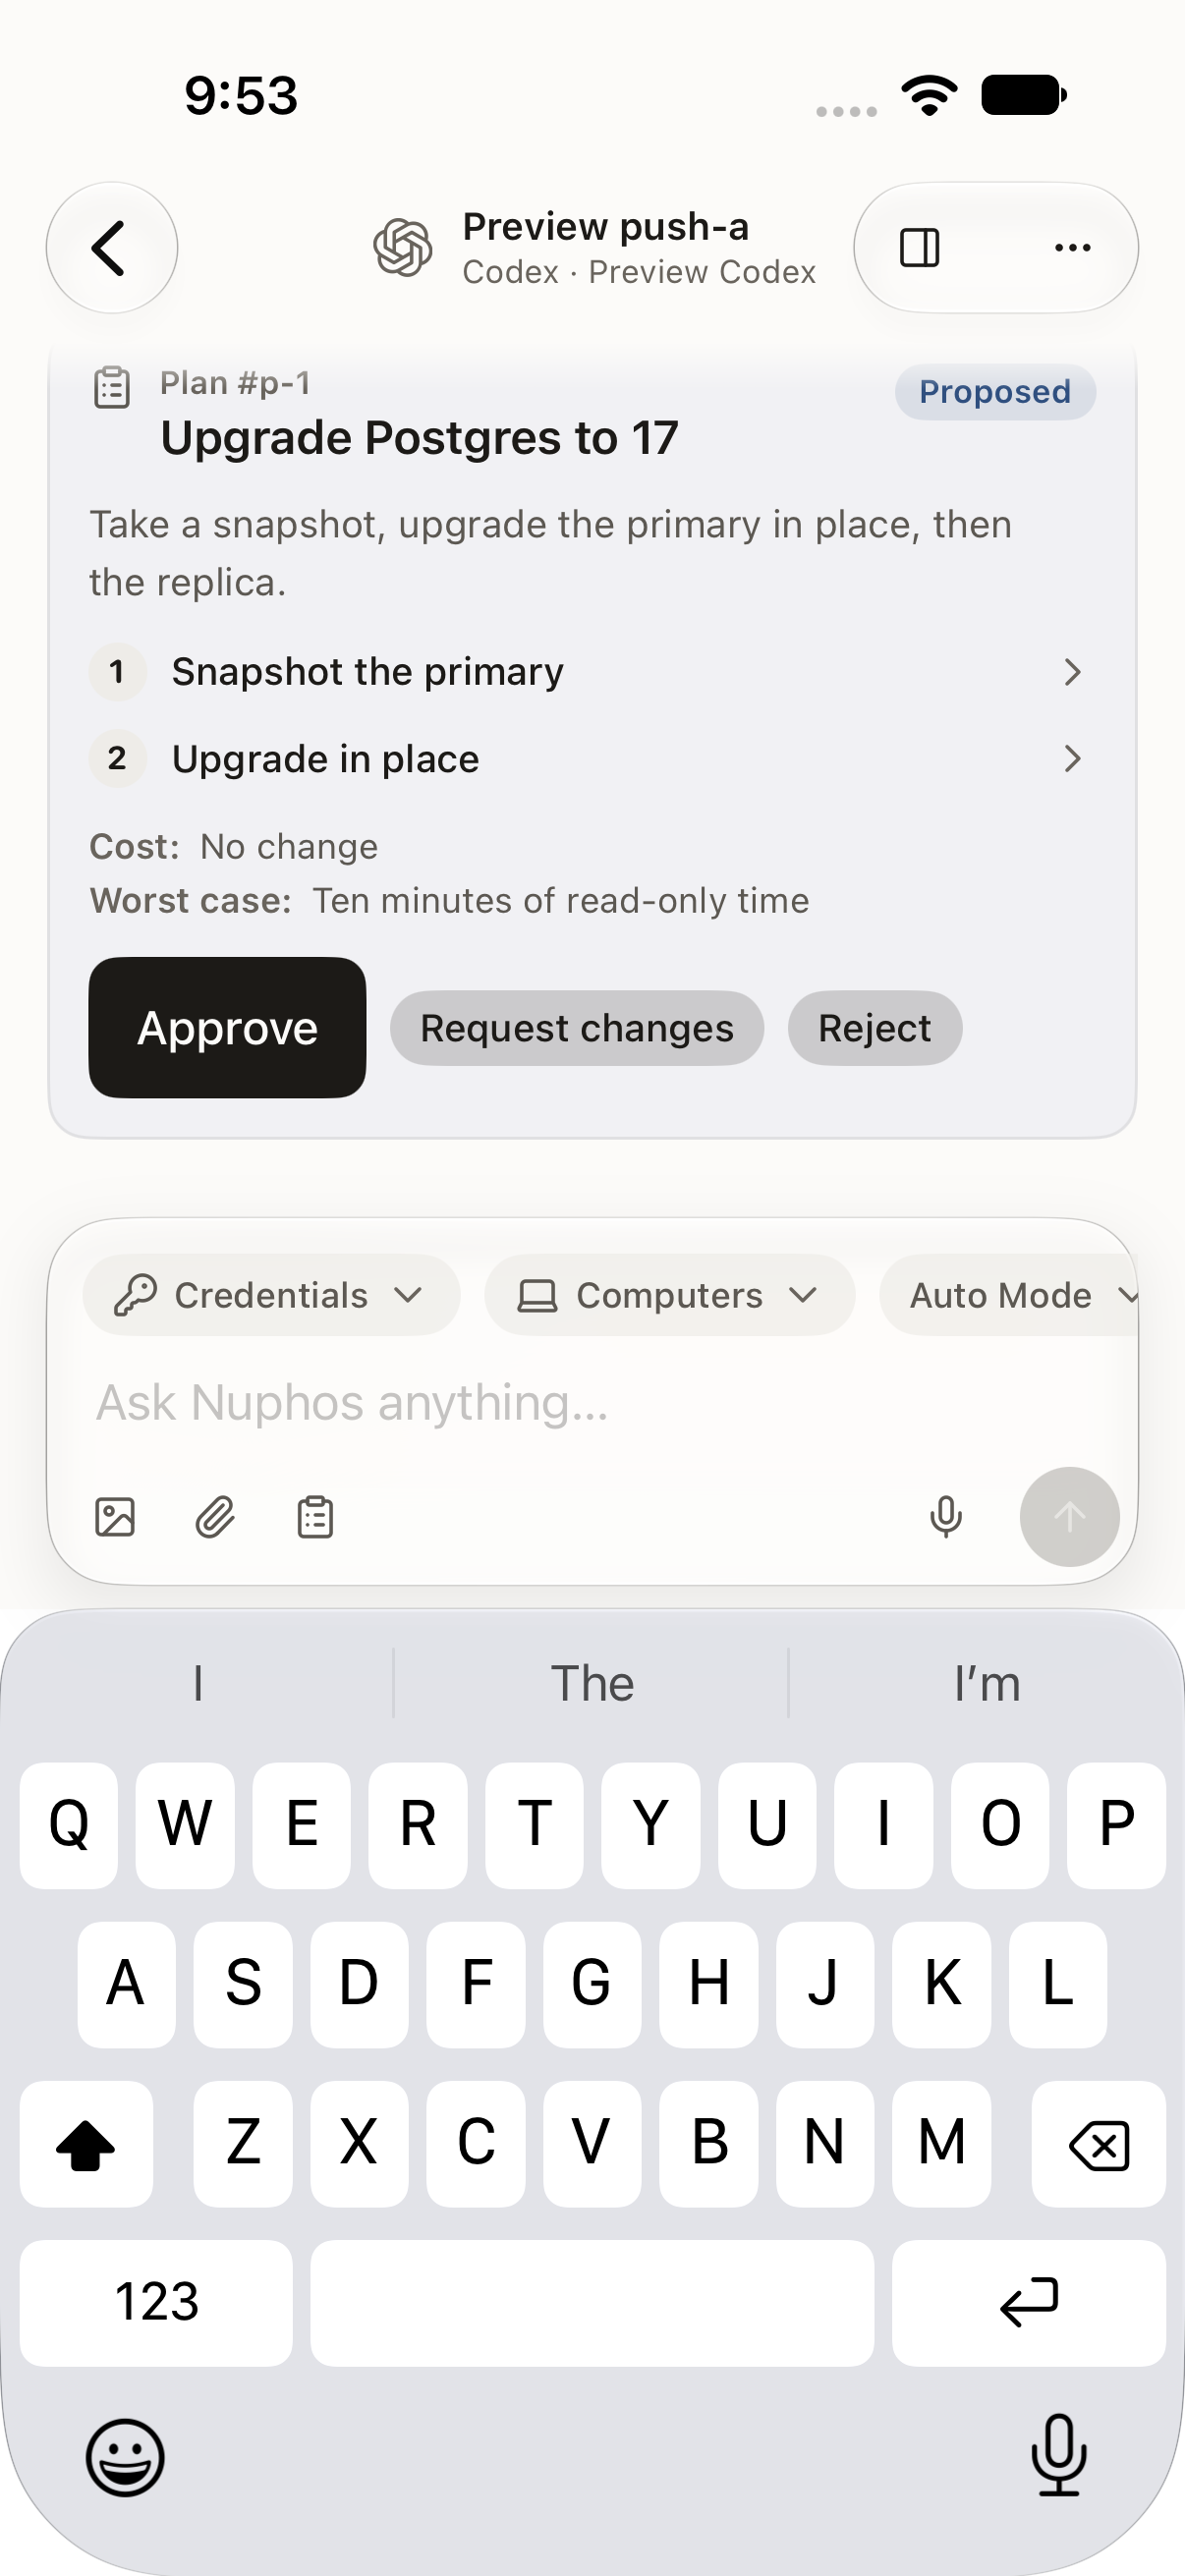 9:53
Preview push-a
Codex · Preview Codex
Plan #p-1
Proposed
Upgrade Postgres to 17
Take a snapshot, upgrade the primary in place, then
the replica.
1 Snapshot the primary
2 Upgrade in place
Cost: No change
Worst case: Ten minutes of read-only time
Approve Request changes Reject
Credentials Computers Auto Mode
Ask Nuphos anything...
I The I’m
Q W E R T Y U I O P
A S D F G H J K L
Z X C V B N M
123